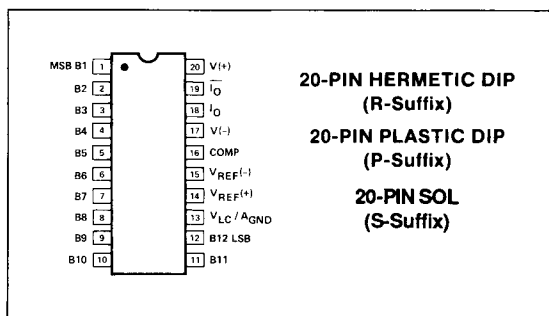 MSB B1 1
B2 2
B3 3
B4 4
B5 5
B6 6
B7 7
B8 8
B9 9
B10 10
20 V(+)
19 I̅O̅
18 IO
17 V(-)
16 COMP
15 VREF(-)
14 VREF(+)
13 VLC / AGND
12 B12 LSB
11 B11
20-PIN HERMETIC DIP
(R-Suffix)
20-PIN PLASTIC DIP
(P-Suffix)
20-PIN SOL
(S-Suffix)